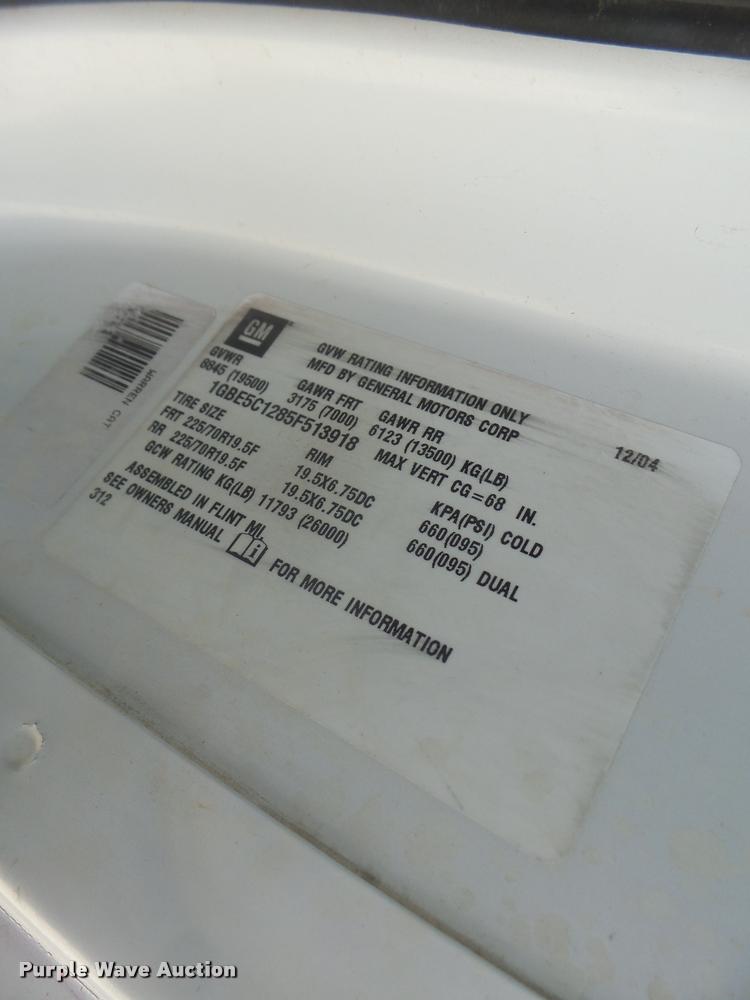 WARREN CAT
GM
GVW RATING INFORMATION ONLY
MFD BY GENERAL MOTORS CORP
12/04
GVWR GAWR FRT GAWR RR
8845 (19500) 3175 (7000) 6123 (13500) KG(LB)
1GBE5C1285F513918 MAX VERT CG=68 IN.
TIRE SIZE RIM KPA(PSI) COLD
FRT 225/70R19.5F 19.5X6.75DC 660(095)
RR 225/70R19.5F 19.5X6.75DC 660(095) DUAL
GCW RATING KG(LB) 11793 (26000)
ASSEMBLED IN FLINT MI.
SEE OWNERS MANUAL i FOR MORE INFORMATION
312
Purple Wave Auction